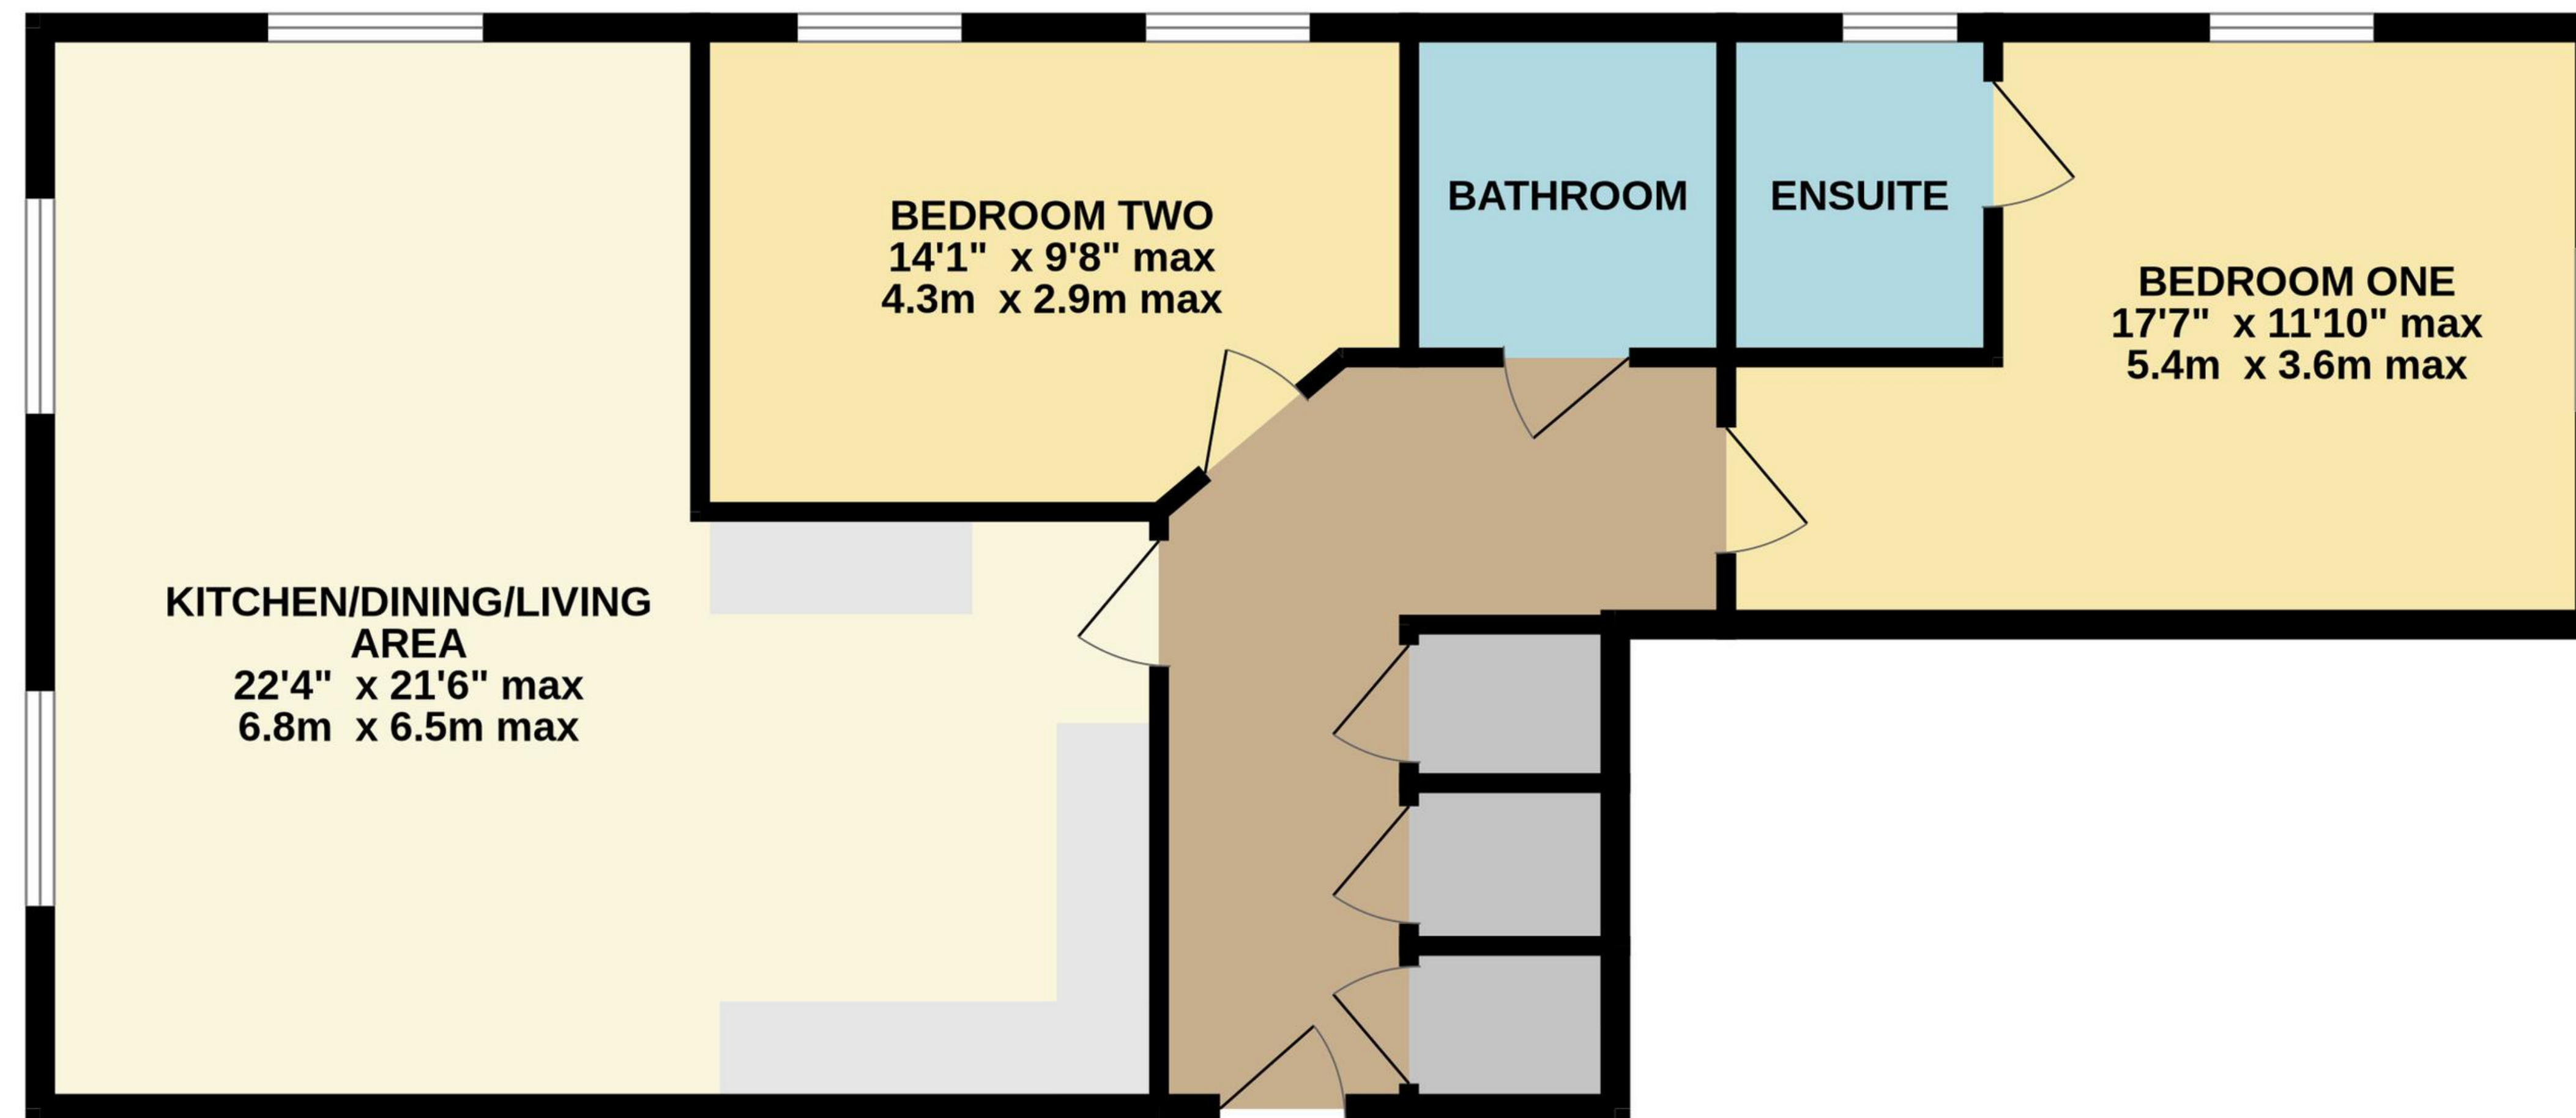 BEDROOM TWO
14'1"  x 9'8" max
4.3m  x 2.9m max
BATHROOM
ENSUITE
BEDROOM ONE
17'7"  x 11'10" max
5.4m  x 3.6m max
KITCHEN/DINING/LIVING
AREA
22'4"  x 21'6" max
6.8m  x 6.5m max